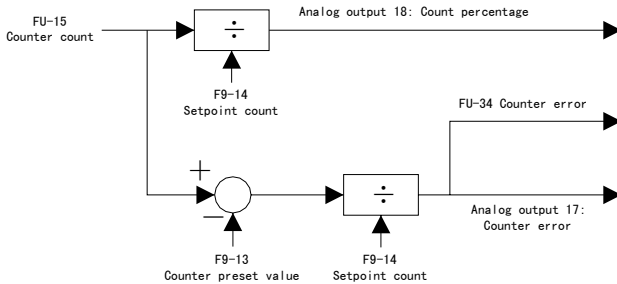 FU-15
Counter count
Analog output 18: Count percentage
÷
F9-14
Setpoint count
FU-34 Counter error
+
−
÷
Analog output 17:
Counter error
F9-13
Counter preset value
F9-14
Setpoint count